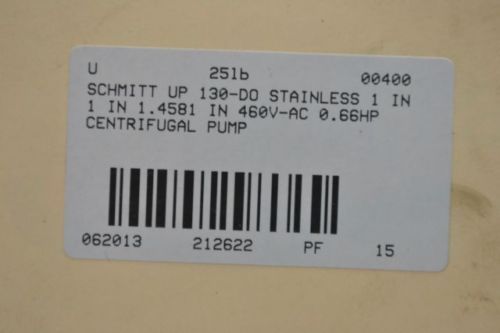 U 25lb 00400
SCHMITT UP 130-DO STAINLESS 1 IN
1 IN 1.4581 IN 460V-AC 0.66HP
CENTRIFUGAL PUMP
062013 212622 PF 15